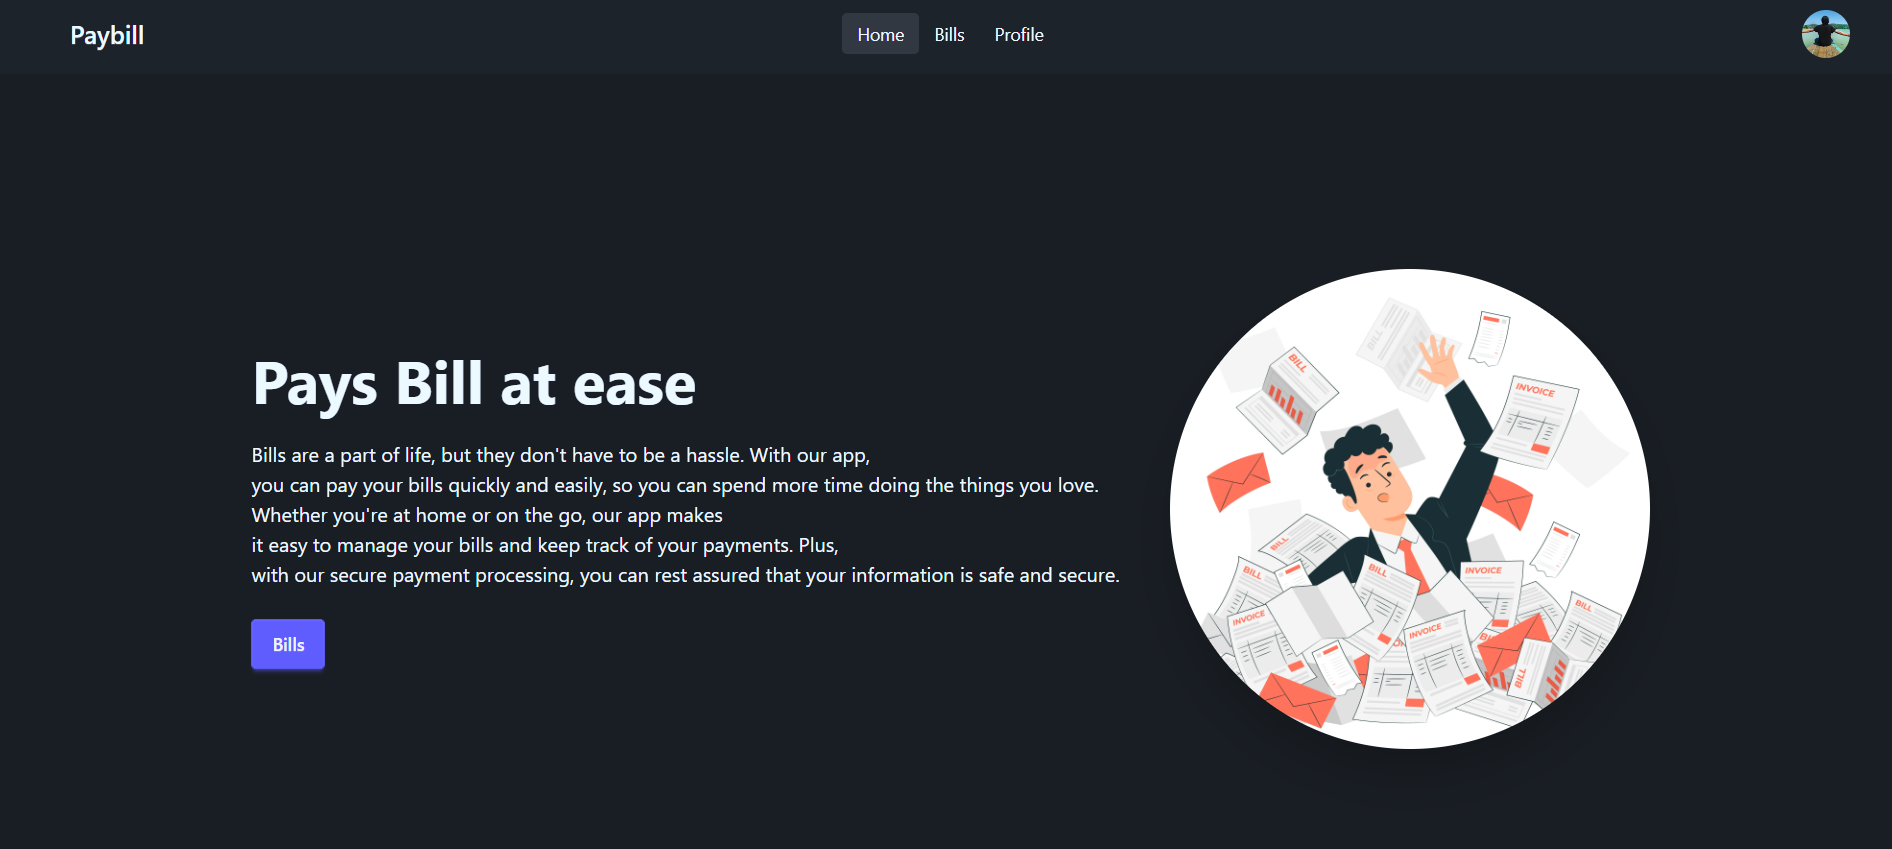 Paybill
Home Bills Profile
Pays Bill at ease
Bills are a part of life, but they don't have to be a hassle. With our app,
you can pay your bills quickly and easily, so you can spend more time doing the things you love.
Whether you're at home or on the go, our app makes
it easy to manage your bills and keep track of your payments. Plus,
with our secure payment processing, you can rest assured that your information is safe and secure.
Bills
BILL
BILL
INVOICE
BILL
BILL
BILL
INVOICE
BILL
INVOICE
INVOICE
BILL